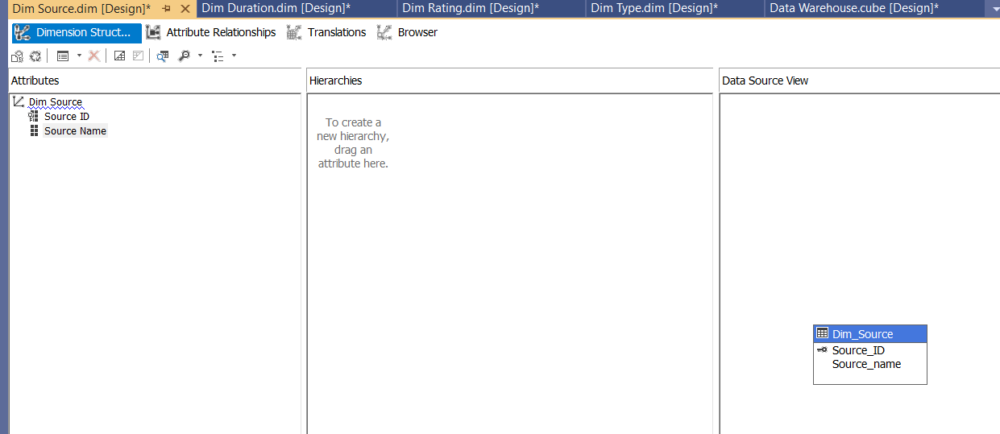 Dim Source.dim [Design]*
Dim Duration.dim [Design]*
Dim Rating.dim [Design]*
Dim Type.dim [Design]*
Data Warehouse.cube [Design]*
Dimension Struct...
Attribute Relationships
Translations
Browser
Attributes
Dim Source
Source ID
Source Name
Hierarchies
To create a
new hierarchy,
drag an
attribute here.
Data Source View
Dim_Source
Source_ID
Source_name